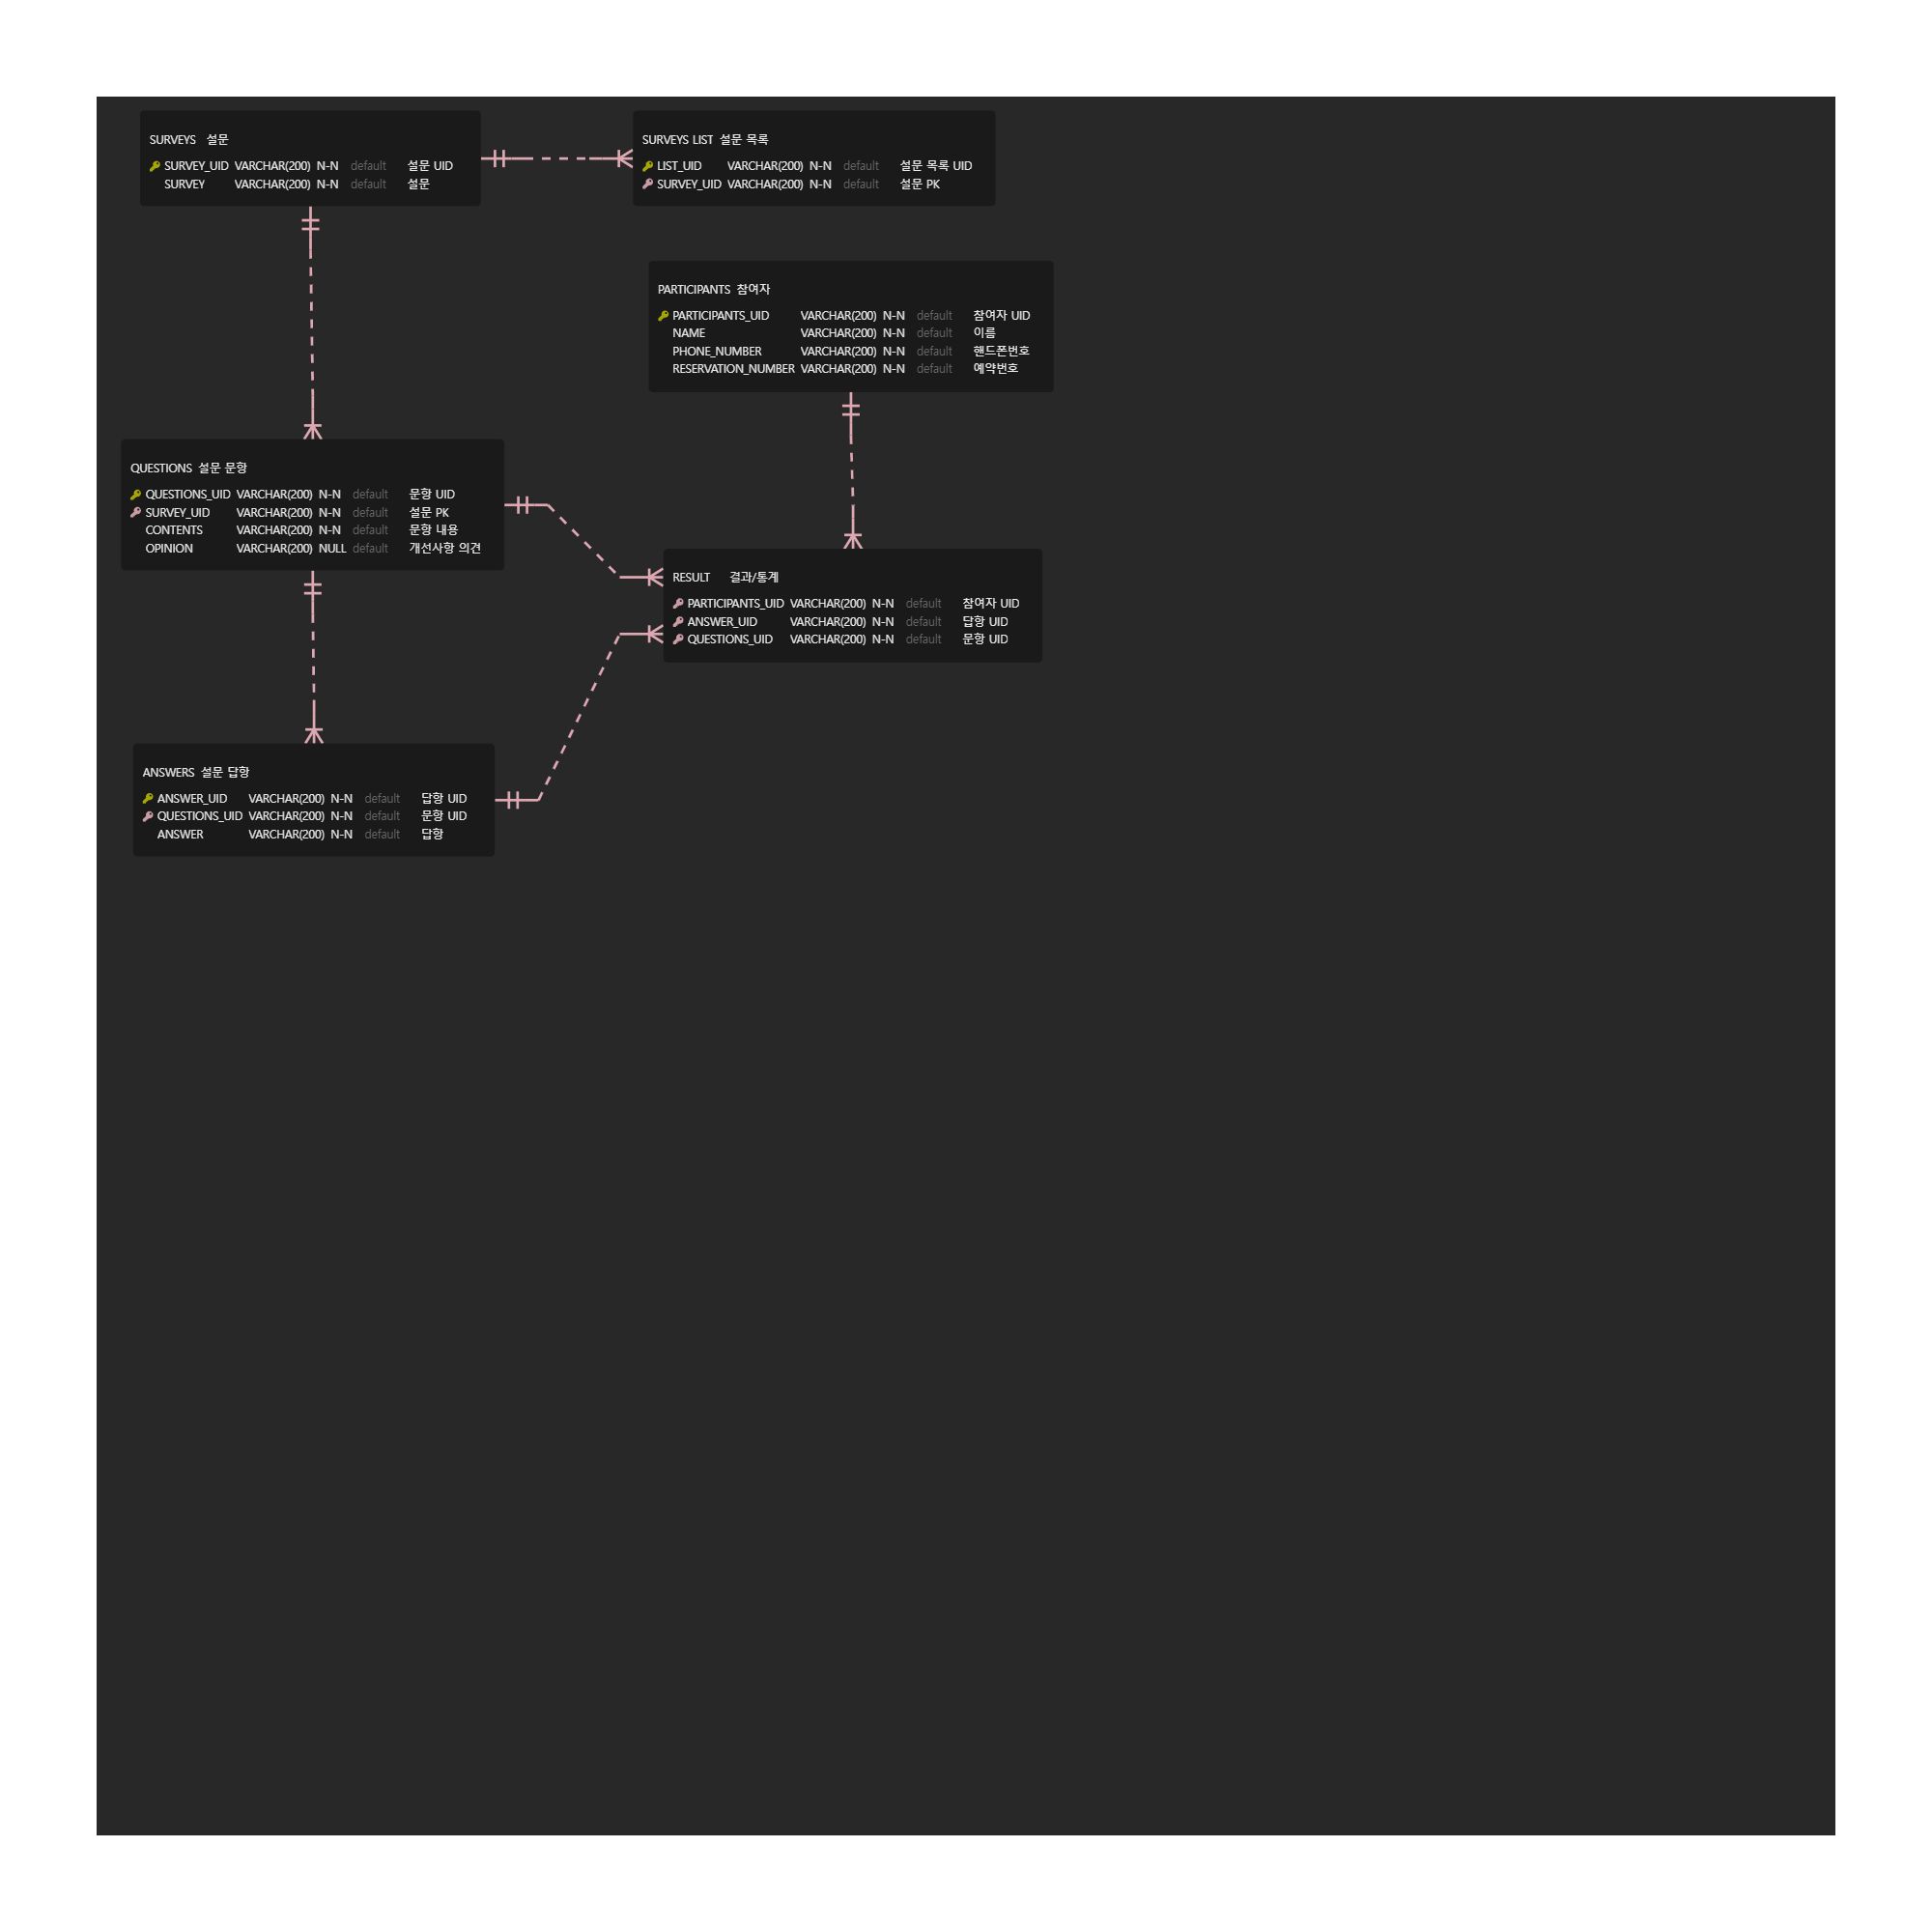 SURVEYS 설문
SURVEY_UID VARCHAR(200) N-N default 설문 UID
SURVEY VARCHAR(200) N-N default 설문
SURVEYS LIST 설문 목록
LIST_UID VARCHAR(200) N-N default 설문 목록 UID
SURVEY_UID VARCHAR(200) N-N default 설문 PK
PARTICIPANTS 참여자
PARTICIPANTS_UID VARCHAR(200) N-N default 참여자 UID
NAME VARCHAR(200) N-N default 이름
PHONE_NUMBER VARCHAR(200) N-N default 핸드폰번호
RESERVATION_NUMBER VARCHAR(200) N-N default 예약번호
QUESTIONS 설문 문항
QUESTIONS_UID VARCHAR(200) N-N default 문항 UID
SURVEY_UID VARCHAR(200) N-N default 설문 PK
CONTENTS VARCHAR(200) N-N default 문항 내용
OPINION VARCHAR(200) NULL default 개선사항 의견
RESULT 결과/통계
PARTICIPANTS_UID VARCHAR(200) N-N default 참여자 UID
ANSWER_UID VARCHAR(200) N-N default 답항 UID
QUESTIONS_UID VARCHAR(200) N-N default 문항 UID
ANSWERS 설문 답항
ANSWER_UID VARCHAR(200) N-N default 답항 UID
QUESTIONS_UID VARCHAR(200) N-N default 문항 UID
ANSWER VARCHAR(200) N-N default 답항